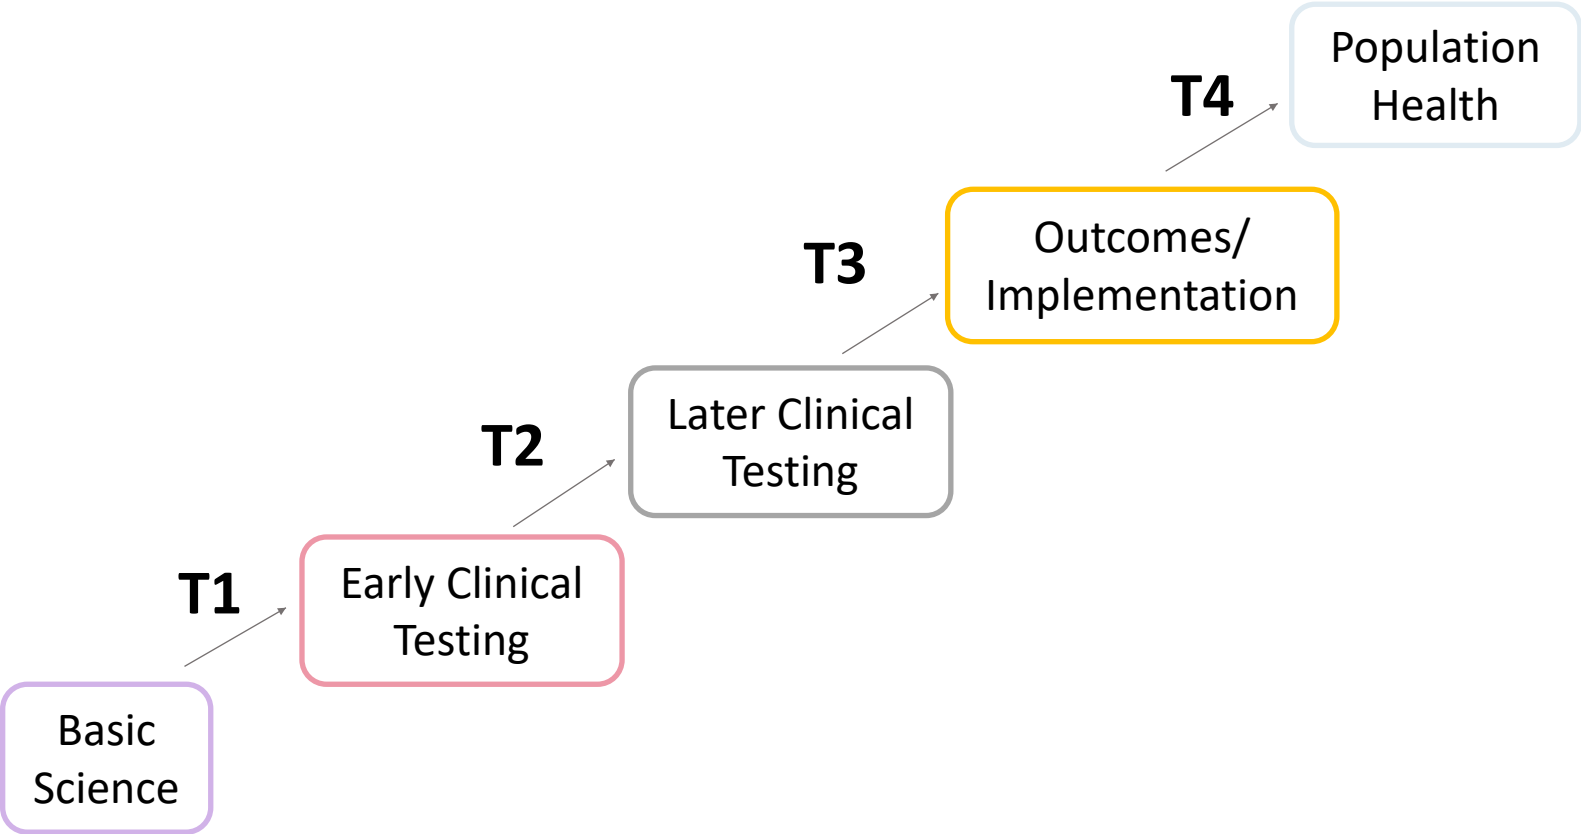 Population
Health
T4
Outcomes/
Implementation
T3
Later Clinical
Testing
T2
Early Clinical
Testing
T1
Basic
Science